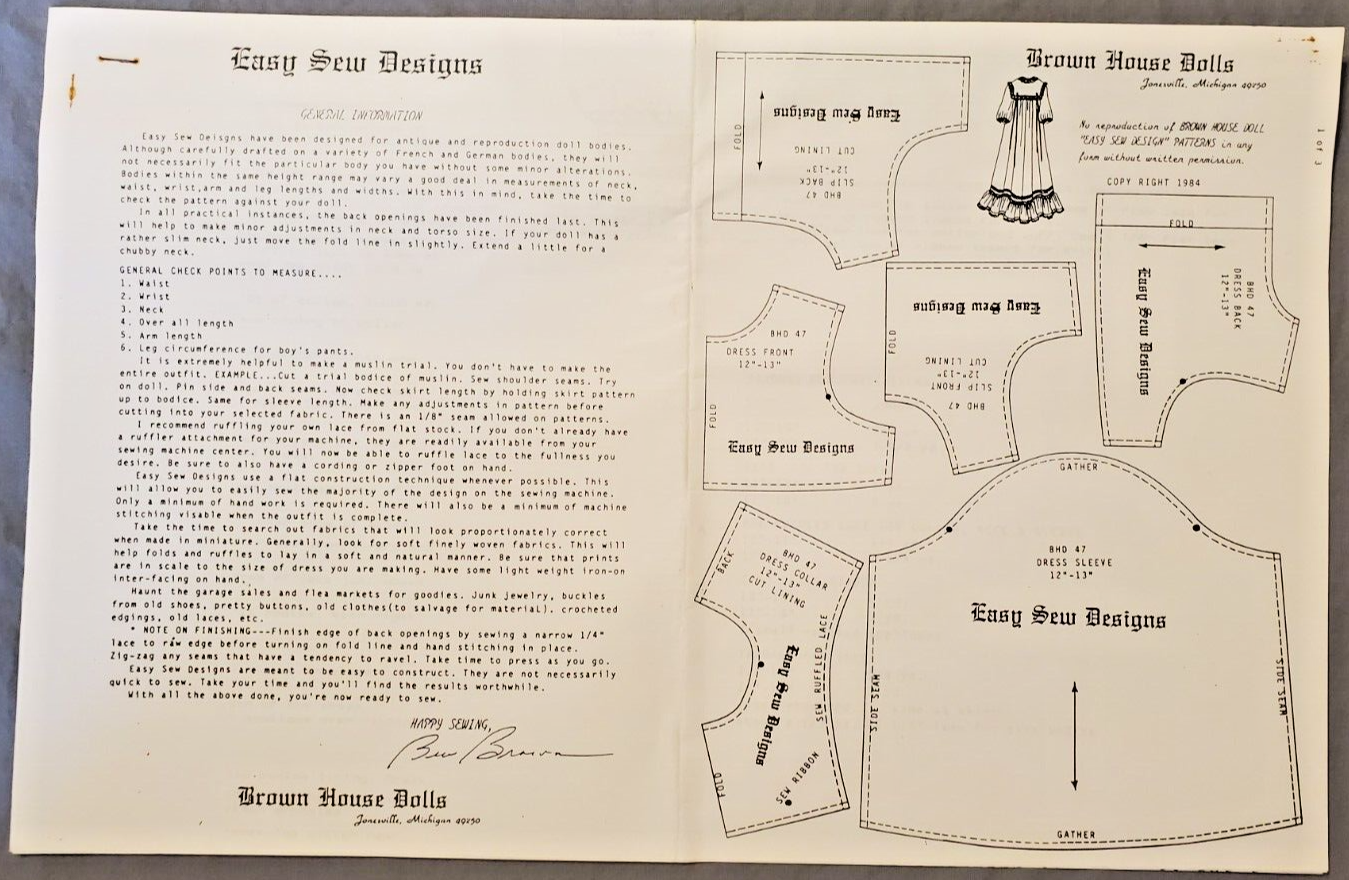 Easy Sew Designs
GENERAL INFORMATION
Easy Sew Deisgns have been designed for antique and reproduction doll bodies.
Although carefully drafted on a variety of French and German bodies, they will
not necessarily fit the particular body you have without some minor alterations.
Bodies within the same height range may vary a good deal in measurements of neck,
waist, wrist,arm and leg lengths and widths. With this in mind, take the time to
check the pattern against your doll.
In all practical instances, the back openings have been finished last. This
will help to make minor adjustments in neck and torso size. If your doll has a
rather slim neck, just move the fold line in slightly. Extend a little for a
chubby neck.
GENERAL CHECK POINTS TO MEASURE....
1. Waist
2. Wrist
3. Neck
4. Over all length
5. Arm length
6. Leg circumference for boy's pants.
It is extremely helpful to make a muslin trial. You don't have to make the
entire outfit. EXAMPLE...Cut a trial bodice of muslin. Sew shoulder seams. Try
on doll. Pin side and back seams. Now check skirt length by holding skirt pattern
up to bodice. Same for sleeve length. Make any adjustments in pattern before
cutting into your selected fabric. There is an 1/8" seam allowed on patterns.
I recommend ruffling your own lace from flat stock. If you don't already have
a ruffler attachment for your machine, they are readily available from your
sewing machine center. You will now be able to ruffle lace to the fullness you
desire. Be sure to also have a cording or zipper foot on hand.
Easy Sew Designs use a flat construction technique whenever possible. This
will allow you to easily sew the majority of the design on the sewing machine.
Only a minimum of hand work is required. There will also be a minimum of machine
stitching visable when the outfit is complete.
Take the time to search out fabrics that will look proportionately correct
when made in miniature. Generally, look for soft finely woven fabrics. This will
help folds and ruffles to lay in a soft and natural manner. Be sure that prints
are in scale to the size of dress you are making. Have some light weight iron-on
inter-facing on hand.
Haunt the garage sales and flea markets for goodies. Junk jewelry, buckles
from old shoes, pretty buttons, old clothes(to salvage for material), crocheted
edgings, old laces, etc.
* NOTE ON FINISHING---Finish edge of back openings by sewing a narrow 1/4"
lace to raw edge before turning on fold line and hand stitching in place.
Zig-zag any seams that have a tendency to ravel. Take time to press as you go.
Easy Sew Designs are meant to be easy to construct. They are not necessarily
quick to sew. Take your time and you'll find the results worthwhile.
With all the above done, you're now ready to sew.
HAPPY SEWING,
Bev Brown
Brown House Dolls
Jonesville, Michigan 49250
Brown House Dolls
Jonesville, Michigan 49250
No reproduction of BROWN HOUSE DOLL
"EASY SEW DESIGN" PATTERNS in any
form without written permission.
COPY RIGHT 1984
1 of 3
FOLD
Easy Sew Designs
CUT LINING
12"-13"
SLIP BACK
BHD 47
FOLD
Easy Sew Designs
BHD 47
DRESS BACK
12"-13"
BHD 47
DRESS FRONT
12"-13"
FOLD
Easy Sew Designs
FOLD
Easy Sew Designs
CUT LINING
12"-13"
SLIP FRONT
BHD 47
BACK
BHD 47
DRESS COLLAR
12"-13"
CUT LINING
SEW RUFFLED LACE
Easy Sew Designs
SEW RIBBON
FOLD
GATHER
BHD 47
DRESS SLEEVE
12"-13"
Easy Sew Designs
SIDE SEAM
SIDE SEAM
GATHER